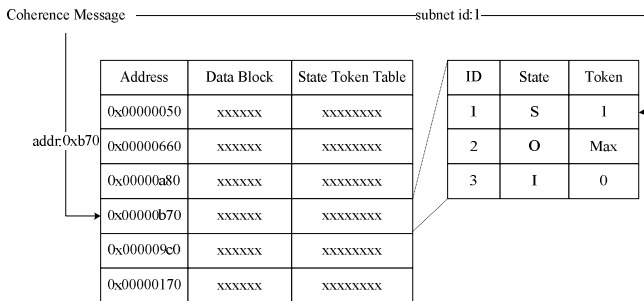 Coherence Message subnet id:1
Address Data Block State Token Table ID State Token
0x00000050 xxxxxx xxxxxxxx 1 S 1
addr:0xb70 0x00000660 xxxxxx xxxxxxxx 2 O Max
0x00000a80 xxxxxx xxxxxxxx 3 I 0
0x00000b70 xxxxxx xxxxxxxx
0x000009c0 xxxxxx xxxxxxxx
0x00000170 xxxxxx xxxxxxxx